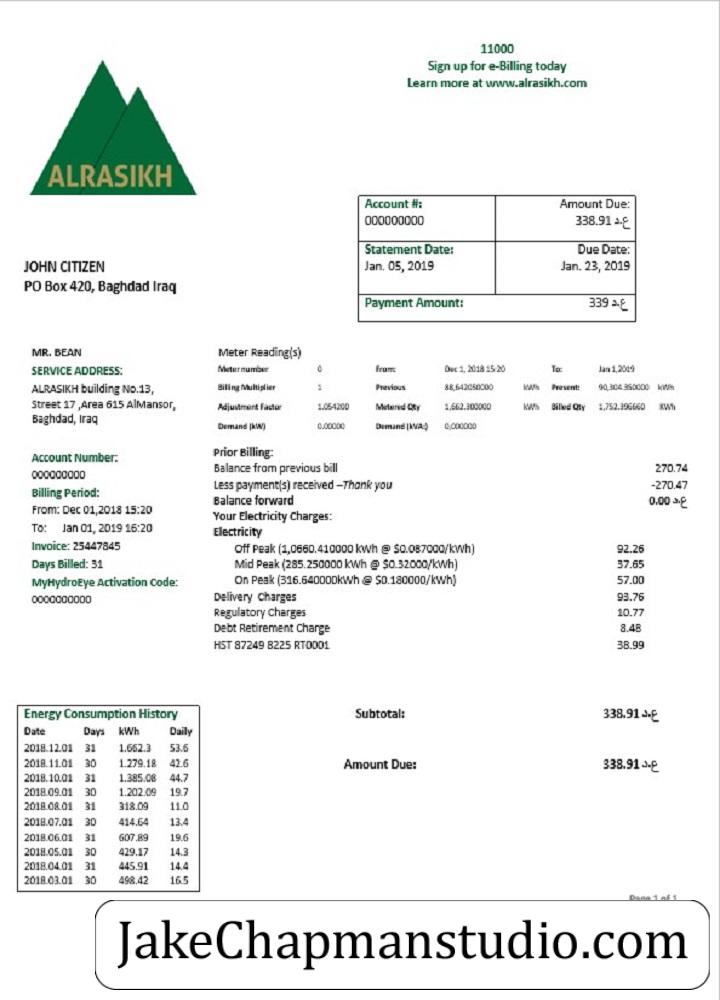 11000
Sign up for e-Billing today
Learn more at www.alrasikh.com
ALRASIKH
Account #: Amount Due:
000000000 338.91 د.ع
Statement Date: Due Date:
Jan. 05, 2019 Jan. 23, 2019
Payment Amount: 339 د.ع
JOHN CITIZEN
PO Box 420, Baghdad Iraq
MR. BEAN
SERVICE ADDRESS:
ALRASIKH building No.13,
Street 17 ,Area 615 AlMansor,
Baghdad, Iraq
Account Number:
000000000
Billing Period:
From: Dec 01,2018 15:20
To: Jan 01, 2019 16:20
Invoice: 25447845
Days Billed: 31
MyHydroEye Activation Code:
0000000000
Meter Reading(s)
Meter number 0 From: Dec 1, 2018 15:20 To: Jan 1,2019
Billing Multiplier 1 Previous 88,642050000 kWh Present: 90,304.350000 kWh
Adjustment Factor 1.054200 Metered Qty 1,662.300000 kWh Billed Qty 1,752.396660 KWh
Demand (kW) 0.00000 Demand (kVA:) 0;000000
Prior Billing:
Balance from previous bill 270.74
Less payment(s) received –Thank you -270.47
Balance forward 0.00 د.ع
Your Electricity Charges:
Electricity
Off Peak (1,0660.410000 kWh @ $0.087000/kWh) 92.26
Mid Peak (285.250000 kWh @ $0.32000/kWh) 37.65
On Peak (316.640000kWh @ $0.180000/kWh) 57.00
Delivery Charges 93.76
Regulatory Charges 10.77
Debt Retirement Charge 8.48
HST 87249 8225 RT0001 38.99
Energy Consumption History
Date Days kWh Daily
2018.12.01 31 1.662.3 53.6
2018.11.01 30 1.279.18 42.6
2018.10.01 31 1.385.08 44.7
2018.09.01 30 1.202.09 19.7
2018.08.01 31 318.09 11.0
2018.07.01 30 414.64 13.4
2018.06.01 31 607.89 19.6
2018.05.01 30 429.17 14.3
2018.04.01 31 445.91 14.4
2018.03.01 30 498.42 16.5
Subtotal: 338.91 د.ع
Amount Due: 338.91 د.ع
Page 1 of 1
JakeChapmanstudio.com